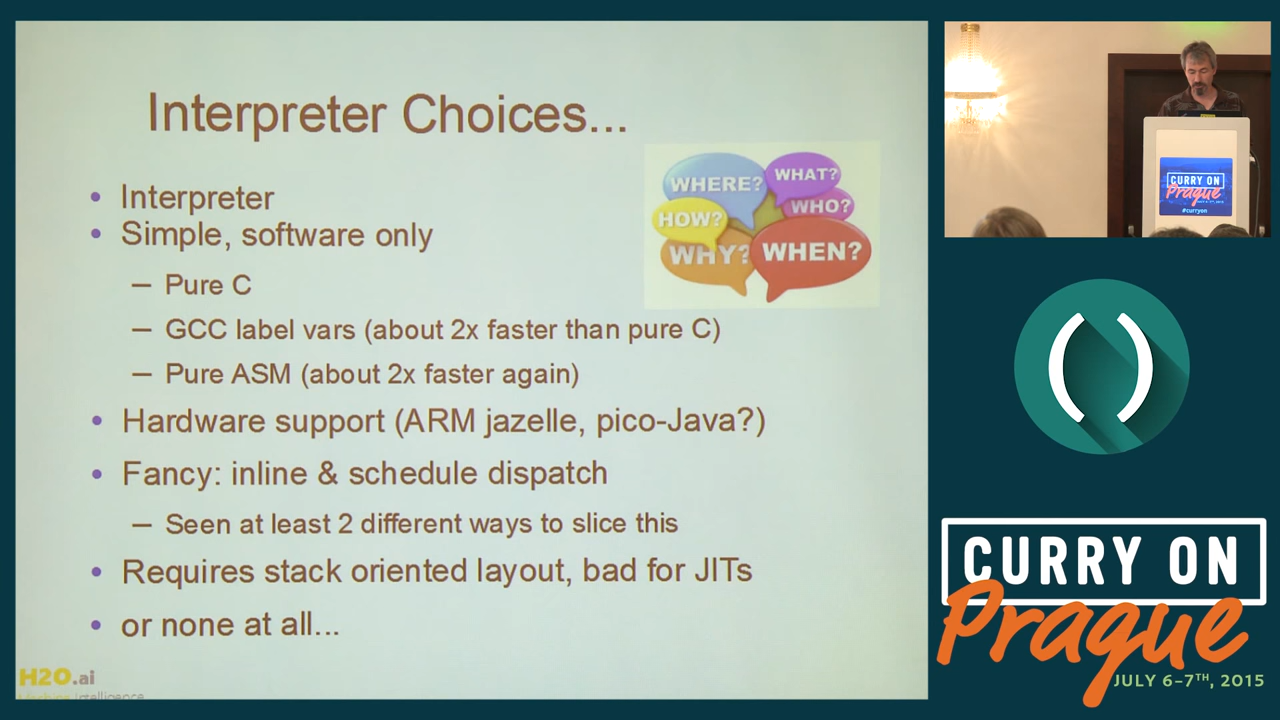 Interpreter Choices...
WHERE?
WHAT?
HOW?
WHO?
WHY?
WHEN?
• Interpreter
• Simple, software only
– Pure C
– GCC label vars (about 2x faster than pure C)
– Pure ASM (about 2x faster again)
• Hardware support (ARM jazelle, pico-Java?)
• Fancy: inline & schedule dispatch
– Seen at least 2 different ways to slice this
• Requires stack oriented layout, bad for JITs
• or none at all...
H2O.ai
Machine Intelligence
CURRY ON
Prague
#curryon
( )
CURRY ON
Prague
JULY 6–7TH, 2015